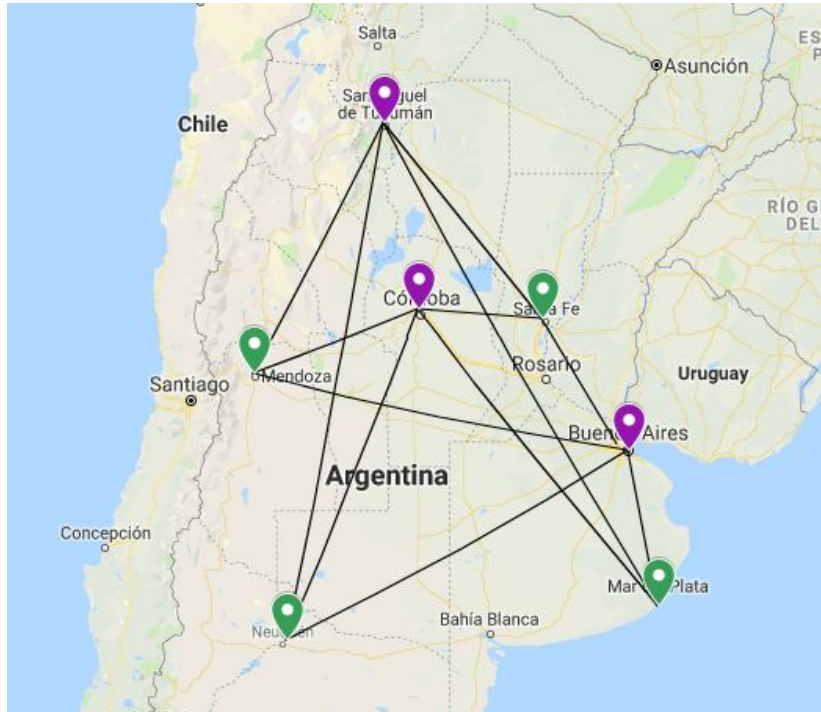 Salta
Asunción
ES
P
San Miguel
de Tucumán
Chile
RÍO G
DEL
Córdoba
Santa Fe
Rosario
Mendoza
Santiago
Uruguay
Buenos Aires
Argentina
Concepción
Mar del Plata
Bahía Blanca
Neuquén